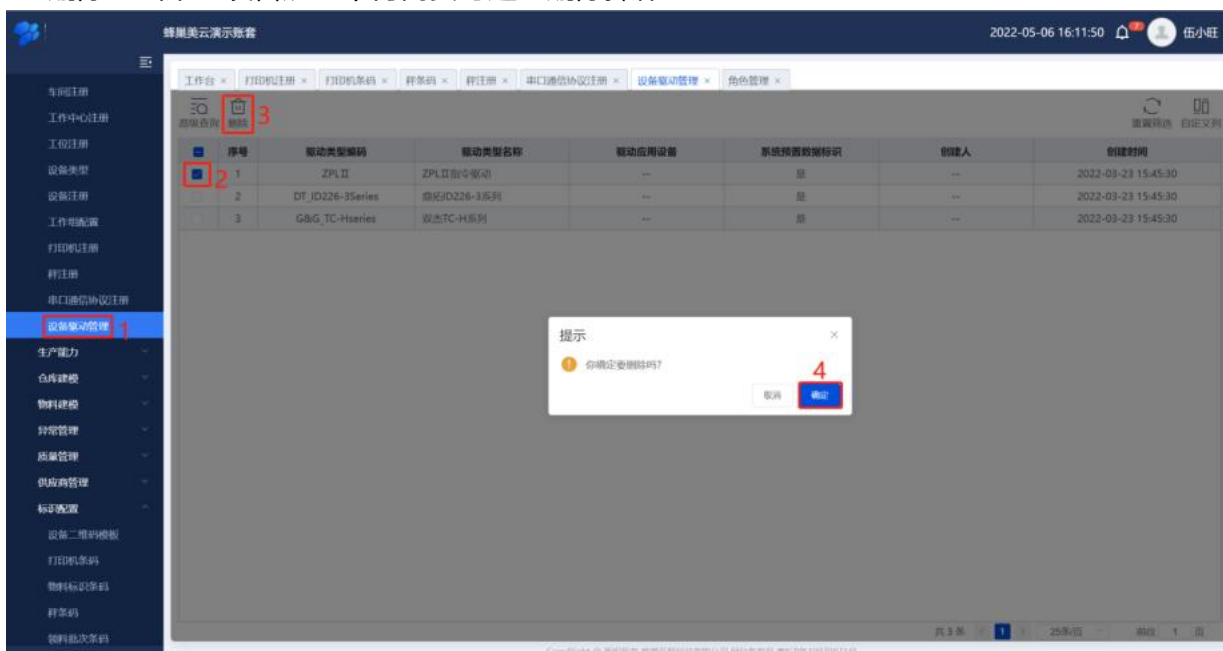 蜂巢美云演示账套
2022-05-06 16:11:50
7
伍小旺
工作台 × 打印机注册 × 打印机条码 × 秤条码 × 秤注册 × 串口通信协议注册 × 设备驱动管理 × 角色管理 ×
高级查询 删除 3
重置筛选 自定义列
序号 驱动类型编码 驱动类型名称 驱动应用设备 系统预置数据标识 创建人 创建时间
2
1 ZPLⅡ ZPLⅡ指令驱动 -- 是 -- 2022-03-23 15:45:30
2 DT_ID226-3Series 鼎拓ID226-3系列 -- 是 -- 2022-03-23 15:45:30
3 G&G_TC-Hseries 双杰TC-H系列 -- 是 -- 2022-03-23 15:45:30
车间注册
工作中心注册
工位注册
设备类型
设备注册
工作组配置
打印机注册
秤注册
串口通信协议注册
设备驱动管理 1
生产能力
仓库建模
物料建模
异常管理
质量管理
供应商管理
标识配置
设备二维码模板
打印机条码
物料标识条码
秤条码
领料批次条码
提示 ×
你确定要删除吗?
4
取消 确定
共 3 条 1 25条/页 前往 1 页